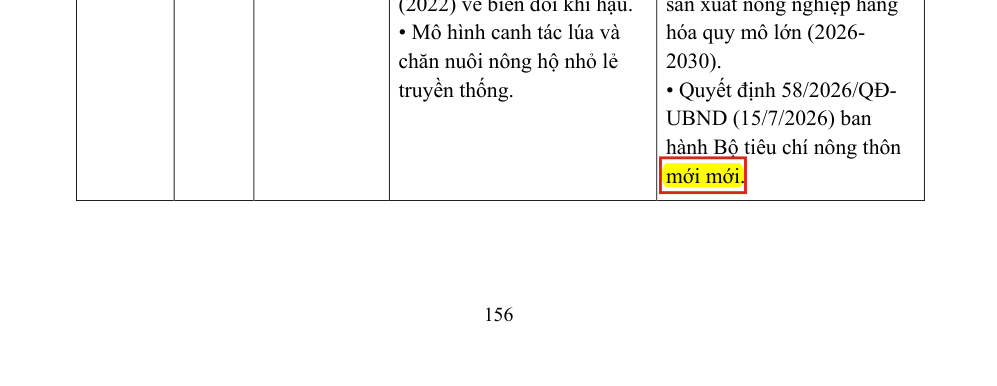 (2022) về biến đổi khí hậu.
• Mô hình canh tác lúa và
chăn nuôi nông hộ nhỏ lẻ
truyền thống.
sản xuất nông nghiệp hàng
hóa quy mô lớn (2026-
2030).
• Quyết định 58/2026/QĐ-
UBND (15/7/2026) ban
hành Bộ tiêu chí nông thôn
mới mới.
156